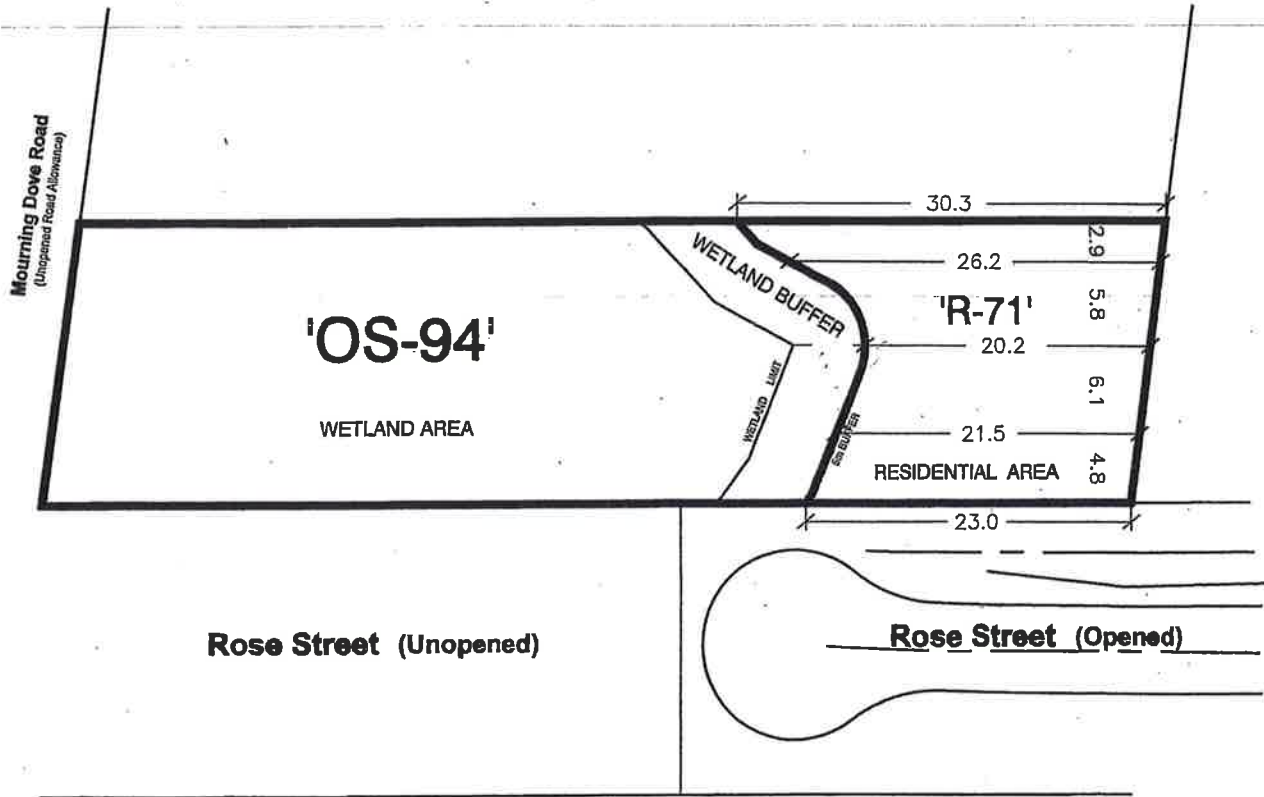 Mourning Dove Road
(Unopened Road Allowance)
30.3
2.9
WETLAND BUFFER
26.2
'R-71'
5.8
'OS-94'
20.2
WETLAND LIMIT
6.1
WETLAND AREA
21.5
BUFFER
4.8
RESIDENTIAL AREA
23.0
Rose Street (Unopened)
Rose Street (Opened)